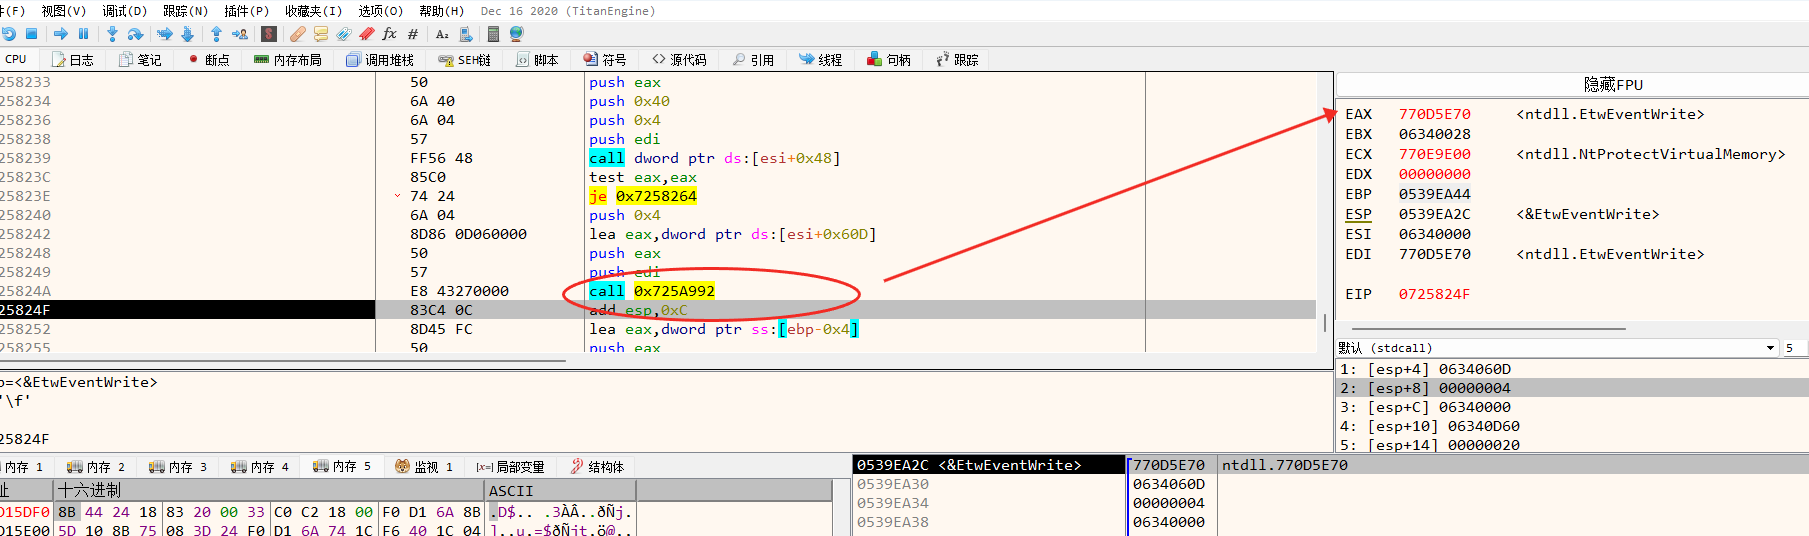 件(F) 视图(V) 调试(D) 跟踪(N) 插件(P) 收藏夹(I) 选项(O) 帮助(H) Dec 16 2020 (TitanEngine)
CPU 日志 笔记 断点 内存布局 调用堆栈 SEH链 脚本 符号 源代码 引用 线程 句柄 跟踪
258233 50 push eax
258234 6A 40 push 0x40
258236 6A 04 push 0x4
258238 57 push edi
258239 FF56 48 call dword ptr ds:[esi+0x48]
25823C 85C0 test eax,eax
25823E 74 24 je 0x7258264
258240 6A 04 push 0x4
258242 8D86 0D060000 lea eax,dword ptr ds:[esi+0x60D]
258248 50 push eax
258249 57 push edi
25824A E8 43270000 call 0x725A992
25824F 83C4 0C add esp,0xC
258252 8D45 FC lea eax,dword ptr ss:[ebp-0x4]
258255 50 push eax
隐藏FPU
EAX 770D5E70 <ntdll.EtwEventWrite>
EBX 06340028
ECX 770E9E00 <ntdll.NtProtectVirtualMemory>
EDX 00000000
EBP 0539EA44
ESP 0539EA2C <&EtwEventWrite>
ESI 06340000
EDI 770D5E70 <ntdll.EtwEventWrite>
EIP 0725824F
默认 (stdcall) 5
1: [esp+4] 0634060D
2: [esp+8] 00000004
3: [esp+C] 06340000
4: [esp+10] 06340D60
5: [esp+14] 00000020
p=<&EtwEventWrite>
'\f'
25824F
内存 1 内存 2 内存 3 内存 4 内存 5 监视 1 [x=] 局部变量 结构体
址 十六进制 ASCII
D15DF0 8B 44 24 18 83 20 00 33 C0 C2 18 00 F0 D1 6A 8B .D$.. .3ÀÂ..ðÑj.
D15E00 5D 10 8B 75 08 3D 24 F0 D1 6A 74 1C F6 40 1C 04 ]..u.=$ðÑjt.ö@..
0539EA2C <&EtwEventWrite> 770D5E70 ntdll.770D5E70
0539EA30 0634060D
0539EA34 00000004
0539EA38 06340000